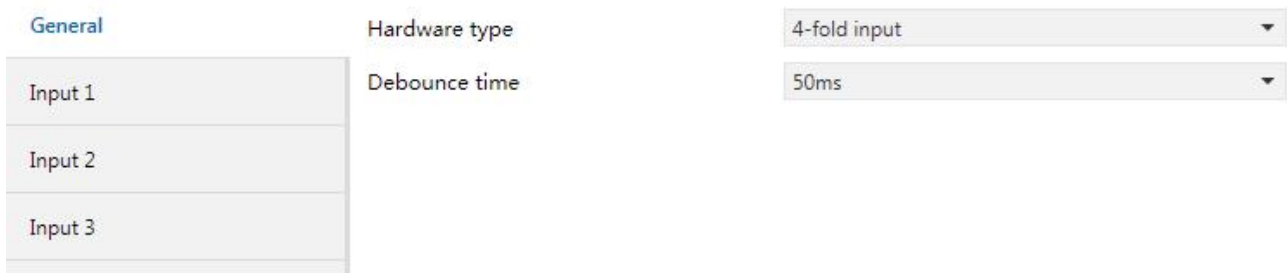 General
Hardware type
4-fold input
Debounce time
50ms
Input 1
Input 2
Input 3